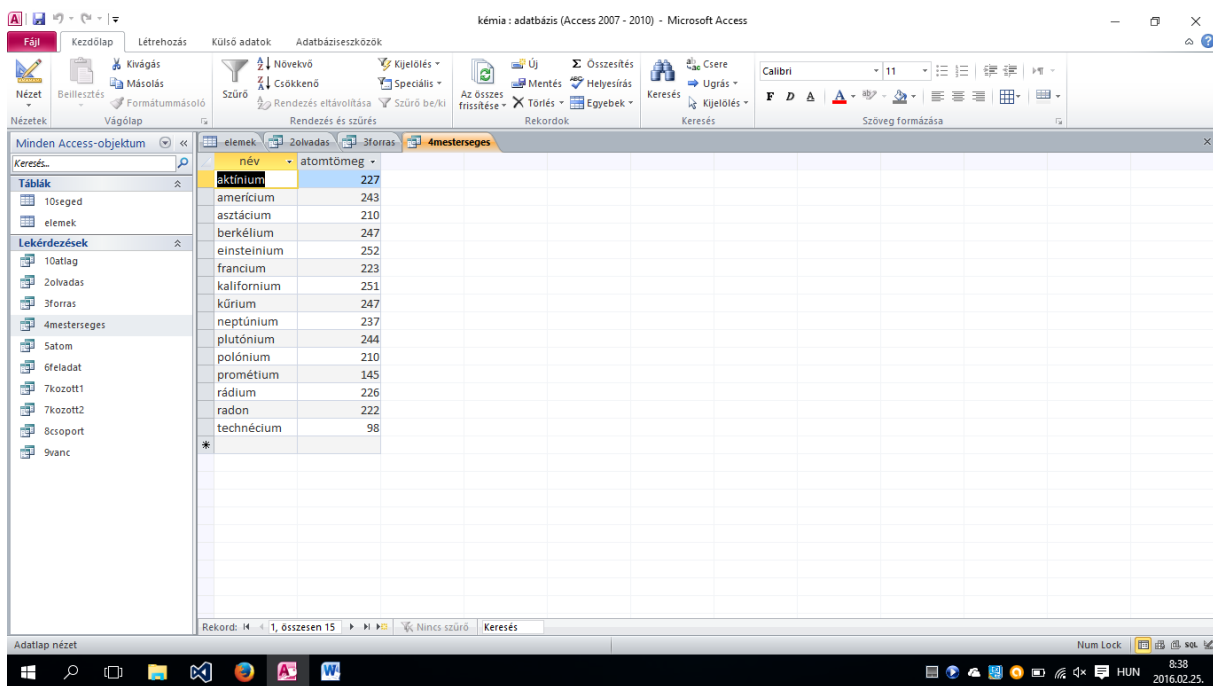 kémia : adatbázis (Access 2007 - 2010) - Microsoft Access
Fájl Kezdőlap Létrehozás Külső adatok Adatbáziseszközök
Nézet
Nézetek
Beillesztés
Kivágás
Másolás
Formátummásoló
Vágólap
Szűrő
Növekvő
Csökkenő
Rendezés eltávolítása
Kijelölés
Speciális
Szűrő be/ki
Rendezés és szűrés
Az összes
frissítése
Új
Mentés
Törlés
Összesítés
Helyesírás
Egyebek
Rekordok
Keresés
Csere
Ugrás
Kijelölés
Keresés
Calibri 11
F D A A
Szöveg formázása
Minden Access-objektum
Keresés...
Táblák
10seged
elemek
Lekérdezések
10atlag
2olvadas
3forras
4mesterseges
5atom
6feladat
7kozott1
7kozott2
8csoport
9vanc
elemek 2olvadas 3forras 4mesterseges
név atomtömeg
aktínium 227
amerícium 243
asztácium 210
berkélium 247
einsteinium 252
francium 223
kalifornium 251
kűrium 247
neptúnium 237
plutónium 244
polónium 210
prométium 145
rádium 226
radon 222
technécium 98
Rekord: 1, összesen 15 Nincs szűrő Keresés
Adatlap nézet Num Lock SQL
HUN 8:38
2016.02.25.